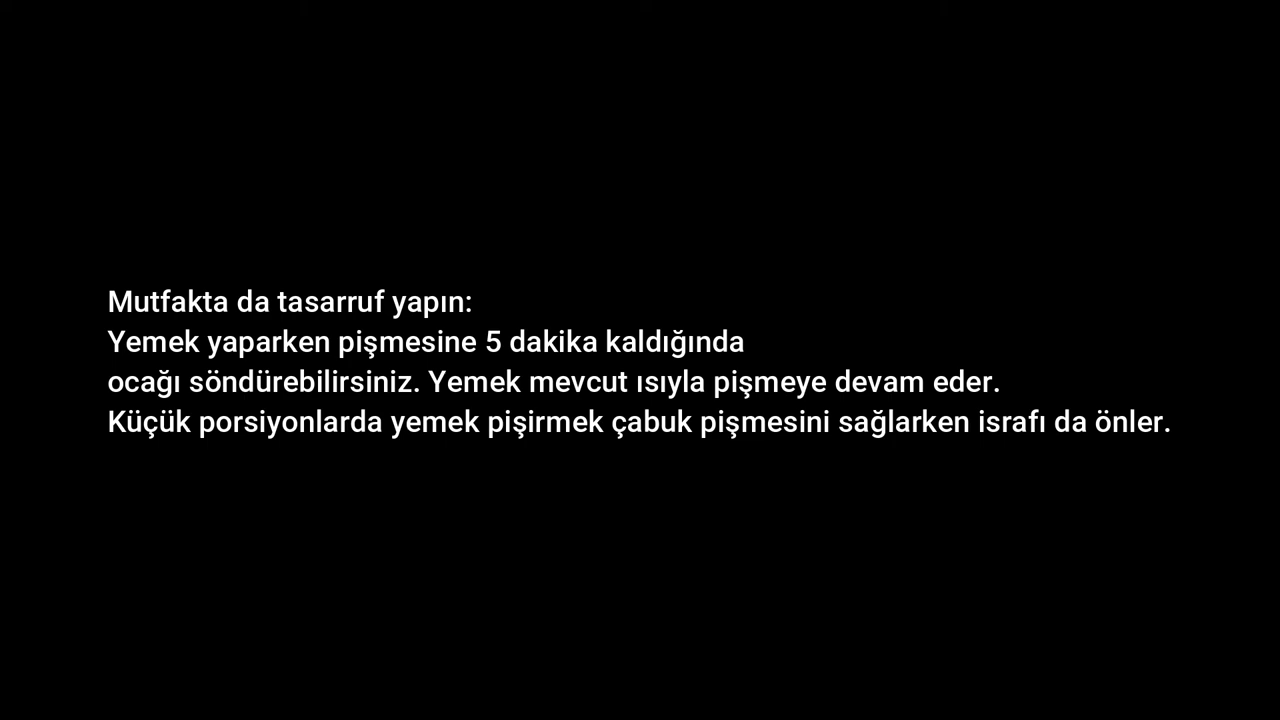 Mutfakta da tasarruf yapın:
Yemek yaparken pişmesine 5 dakika kaldığında
ocağı söndürebilirsiniz. Yemek mevcut ısıyla pişmeye devam eder.
Küçük porsiyonlarda yemek pişirmek çabuk pişmesini sağlarken israfı da önler.